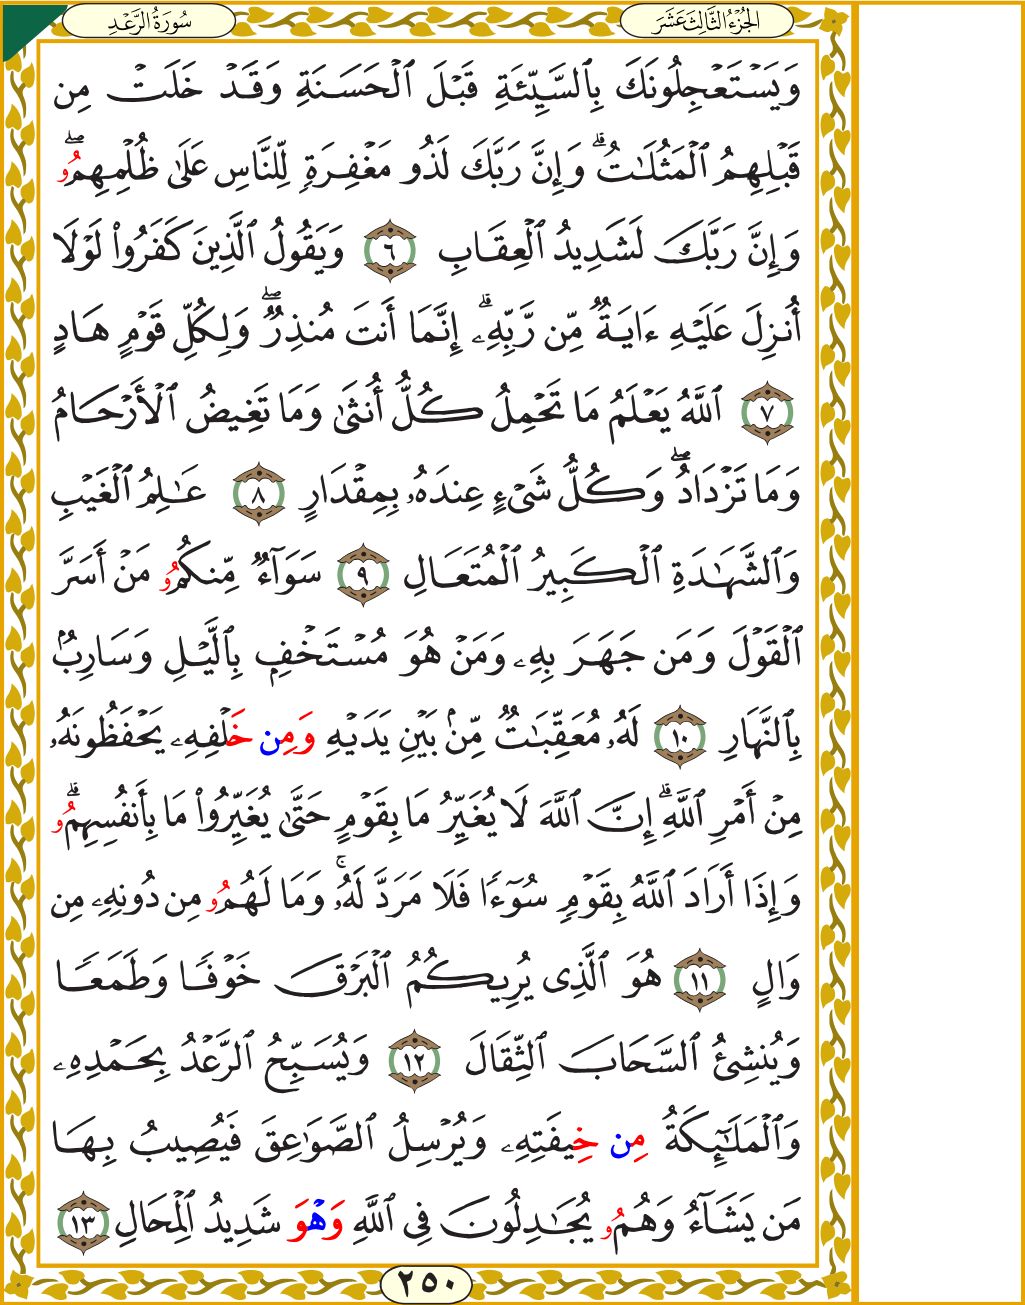 الجُزْءُ الثَّالِثَ عَشَرَ
سُورَةُ الرَّعْدِ
وَيَسۡتَعۡجِلُونَكَ بِٱلسَّيِّئَةِ قَبۡلَ ٱلۡحَسَنَةِ وَقَدۡ خَلَتۡ مِن
قَبۡلِهِمُ ٱلۡمَثُلَٰتُۗ وَإِنَّ رَبَّكَ لَذُو مَغۡفِرَةٖ لِّلنَّاسِ عَلَىٰ ظُلۡمِهِمُۥۖ
وَإِنَّ رَبَّكَ لَشَدِيدُ ٱلۡعِقَابِ ٦ وَيَقُولُ ٱلَّذِينَ كَفَرُواْ لَوۡلَا
أُنزِلَ عَلَيۡهِ ءَايَةٞ مِّن رَّبِّهِۦۗ إِنَّمَا أَنتَ مُنذِرٞۖ وَلِكُلِّ قَوۡمٍ هَادٍ
٧ ٱللَّهُ يَعۡلَمُ مَا تَحۡمِلُ كُلُّ أُنثَىٰ وَمَا تَغِيضُ ٱلۡأَرۡحَامُ
وَمَا تَزۡدَادُۖ وَكُلُّ شَيۡءٍ عِندَهُۥ بِمِقۡدَارٍ ٨ عَٰلِمُ ٱلۡغَيۡبِ
وَٱلشَّهَٰدَةِ ٱلۡكَبِيرُ ٱلۡمُتَعَالِ ٩ سَوَآءٞ مِّنكُمُۥ مَنۡ أَسَرَّ
ٱلۡقَوۡلَ وَمَن جَهَرَ بِهِۦ وَمَنۡ هُوَ مُسۡتَخۡفِۭ بِٱلَّيۡلِ وَسَارِبُۢ
بِٱلنَّهَارِ ١٠ لَهُۥ مُعَقِّبَٰتٞ مِّنۢ بَيۡنِ يَدَيۡهِ وَمِن خَلۡفِهِۦ يَحۡفَظُونَهُۥ
مِنۡ أَمۡرِ ٱللَّهِۗ إِنَّ ٱللَّهَ لَا يُغَيِّرُ مَا بِقَوۡمٍ حَتَّىٰ يُغَيِّرُواْ مَا بِأَنفُسِهِمُۥۗ
وَإِذَا أَرَادَ ٱللَّهُ بِقَوۡمٖ سُوٓءٗا فَلَا مَرَدَّ لَهُۥۚ وَمَا لَهُمُۥ مِن دُونِهِۦ مِن
وَالٍ ١١ هُوَ ٱلَّذِي يُرِيكُمُ ٱلۡبَرۡقَ خَوۡفٗا وَطَمَعٗا
وَيُنشِئُ ٱلسَّحَابَ ٱلثِّقَالَ ١٢ وَيُسَبِّحُ ٱلرَّعۡدُ بِحَمۡدِهِۦ
وَٱلۡمَلَٰٓئِكَةُ مِن خِيفَتِهِۦ وَيُرۡسِلُ ٱلصَّوَٰعِقَ فَيُصِيبُ بِهَا
مَن يَشَآءُ وَهُمُۥ يُجَٰدِلُونَ فِي ٱللَّهِ وَهۡوَ شَدِيدُ ٱلۡمِحَالِ ١٣
٢٥٠